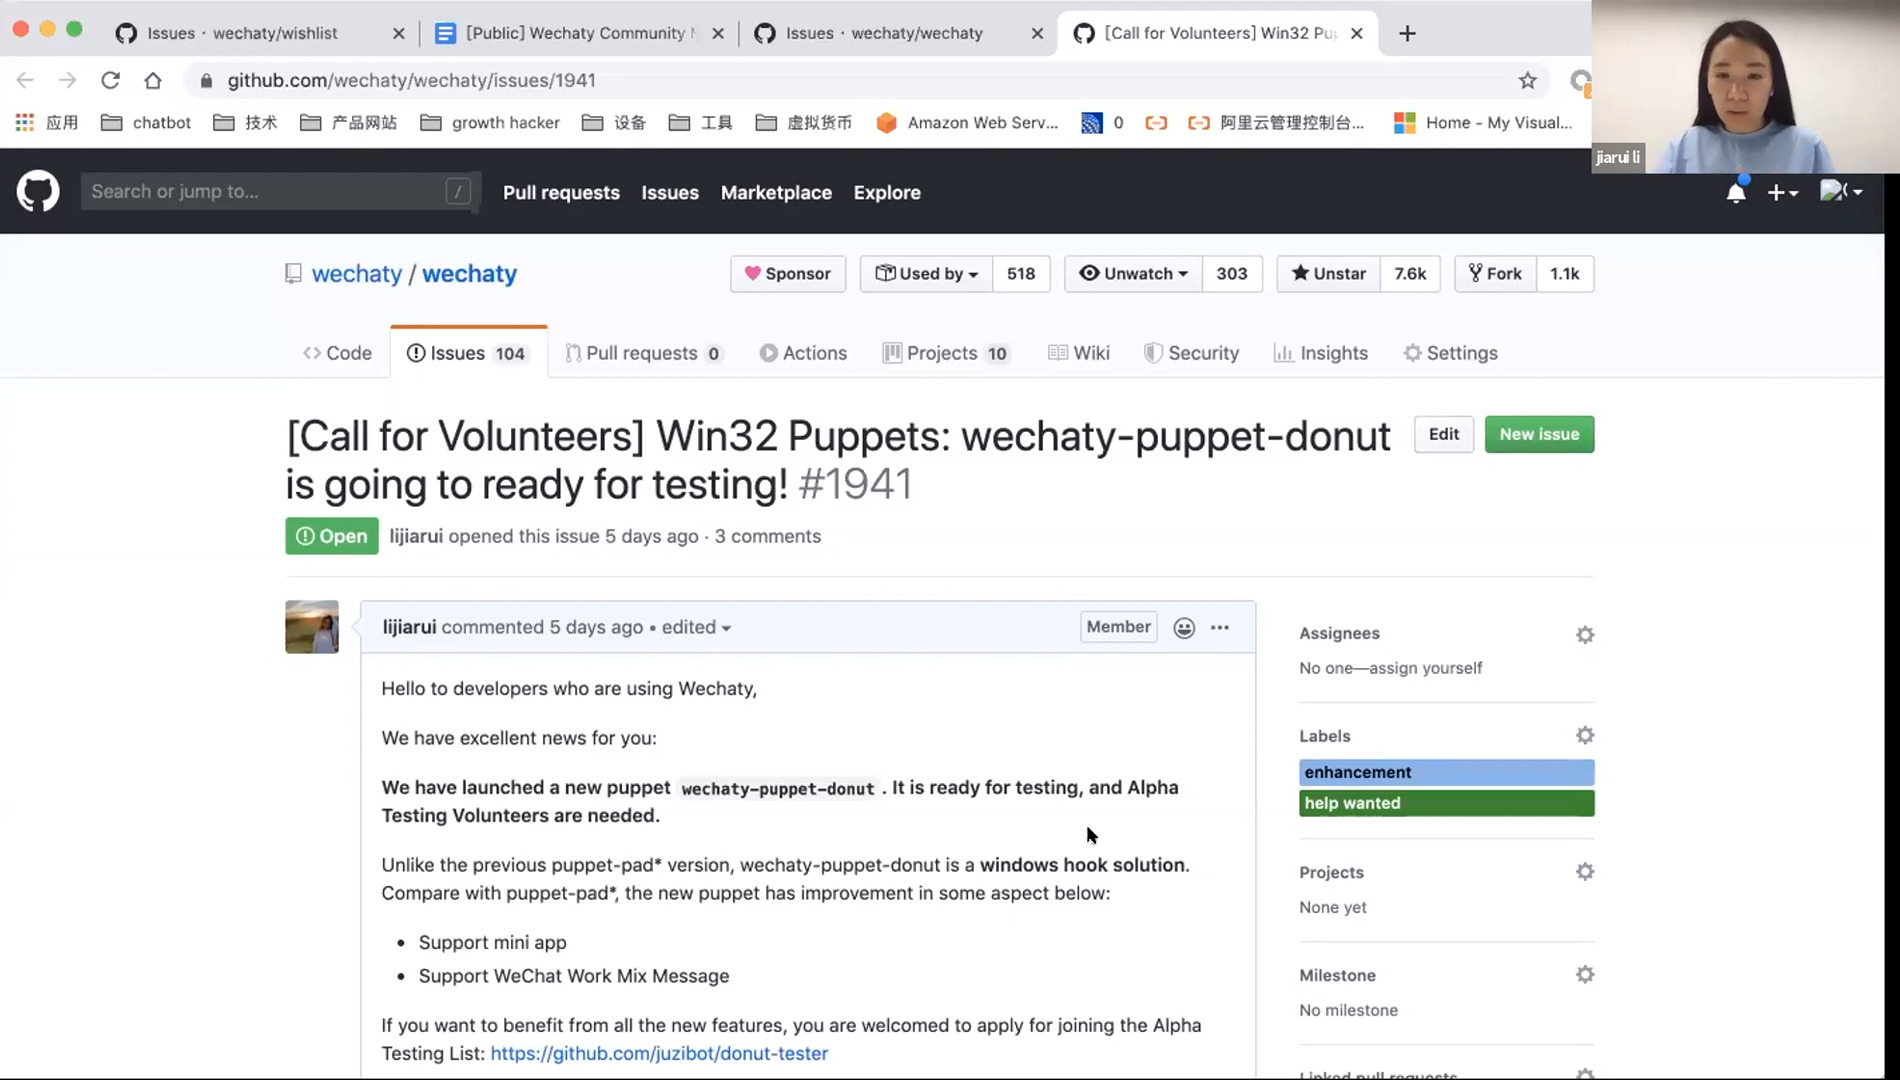 Issues · wechaty/wishlist
[Public] Wechaty Community
Issues · wechaty/wechaty
[Call for Volunteers] Win32 Pup
github.com/wechaty/wechaty/issues/1941
应用
chatbot
技术
产品网站
growth hacker
设备
工具
虚拟货币
Amazon Web Serv...
0
阿里云管理控制台...
Home - My Visual...
jiarui li
Search or jump to...
/
Pull requests
Issues
Marketplace
Explore
wechaty / wechaty
Sponsor
Used by
518
Unwatch
303
Unstar
7.6k
Fork
1.1k
Code
Issues 104
Pull requests 0
Actions
Projects 10
Wiki
Security
Insights
Settings
[Call for Volunteers] Win32 Puppets: wechaty-puppet-donut
is going to ready for testing! #1941
Edit
New issue
Open
lijiarui opened this issue 5 days ago · 3 comments
lijiarui commented 5 days ago • edited
Member
Hello to developers who are using Wechaty,
We have excellent news for you:
We have launched a new puppet wechaty-puppet-donut . It is ready for testing, and Alpha
Testing Volunteers are needed.
Unlike the previous puppet-pad* version, wechaty-puppet-donut is a windows hook solution.
Compare with puppet-pad*, the new puppet has improvement in some aspect below:
• Support mini app
• Support WeChat Work Mix Message
If you want to benefit from all the new features, you are welcomed to apply for joining the Alpha
Testing List: https://github.com/juzibot/donut-tester
Assignees
No one—assign yourself
Labels
enhancement
help wanted
Projects
None yet
Milestone
No milestone
Linked pull requests